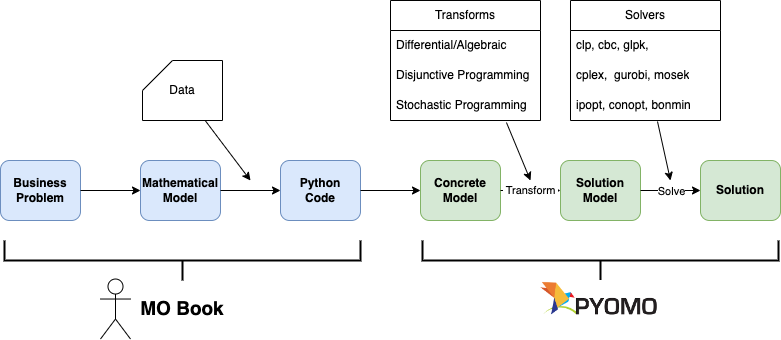 Transforms
Differential/Algebraic
Disjunctive Programming
Stochastic Programming
Solvers
clp, cbc, glpk,
cplex, gurobi, mosek
ipopt, conopt, bonmin
Data
Business
Problem
Mathematical
Model
Python
Code
Concrete
Model
Transform
Solution
Model
Solve
Solution
MO Book
PYOMO